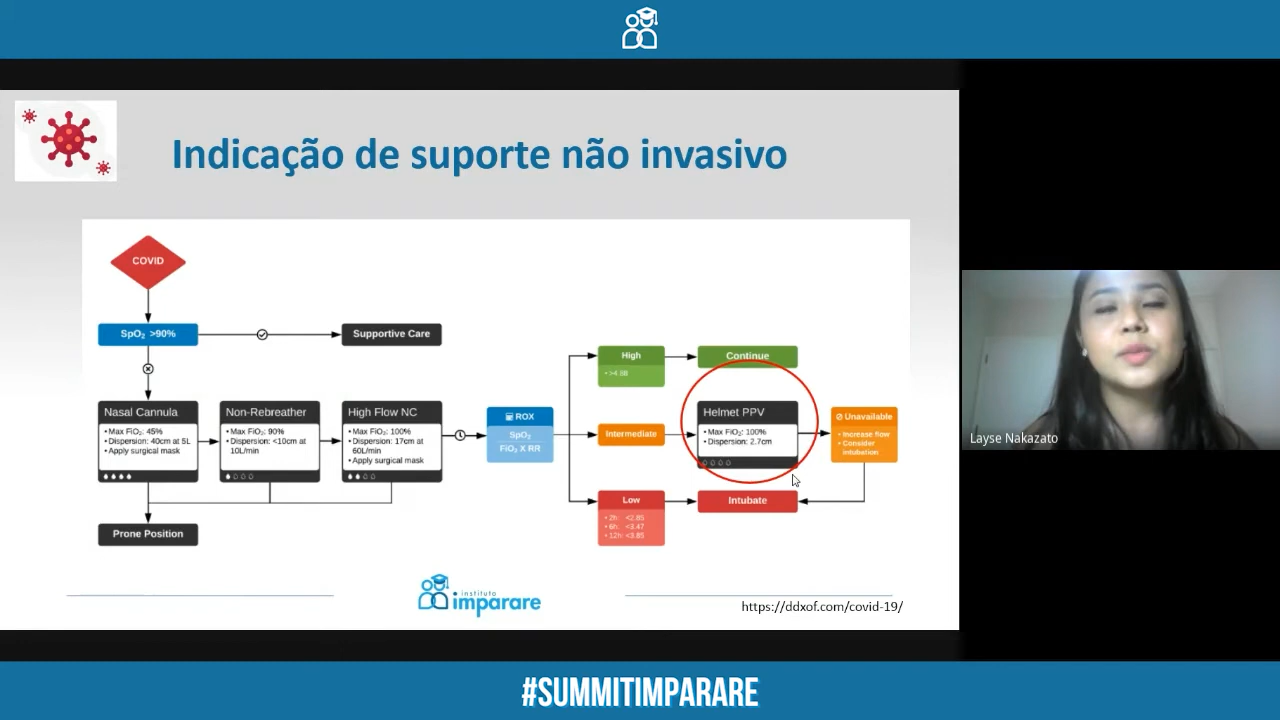 Indicação de suporte não invasivo
COVID
SpO2 >90%
Supportive Care
Nasal Cannula
• Max FiO2: 45%
• Dispersion: 40cm at 5L
• Apply surgical mask
Non-Rebreather
• Max FiO2: 90%
• Dispersion: <10cm at
10L/min
High Flow NC
• Max FiO2: 100%
• Dispersion: 17cm at
60L/min
• Apply surgical mask
Prone Position
ROX
SpO2
FiO2 X RR
High
• >4.88
Continue
Intermediate
Helmet PPV
• Max FiO2: 100%
• Dispersion: 2.7cm
Unavailable
• Increase flow
• Consider
intubation
Low
• 2h: <2.85
• 6h: <3.47
• 12h: <3.85
Intubate
instituto
imparare
https://ddxof.com/covid-19/
Layse Nakazato
#SUMMITIMPARARE